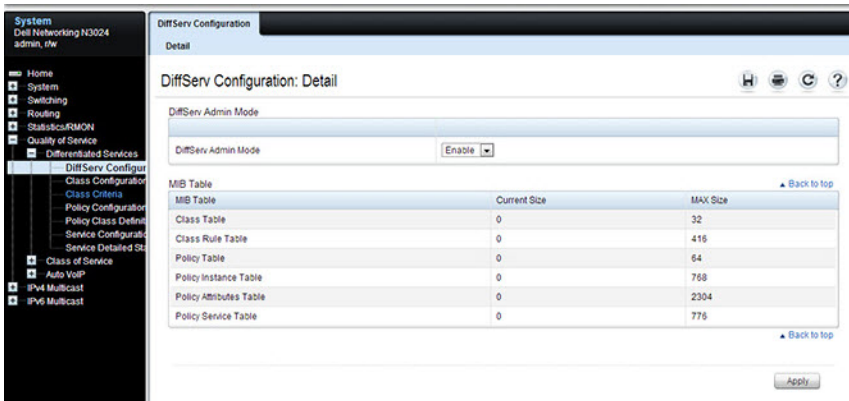 System
Dell Networking N3024
admin, r/w
Home
System
Switching
Routing
Statistics/RMON
Quality of Service
Differentiated Services
DiffServ Configur
Class Configuration
Class Criteria
Policy Configuration
Policy Class Definit
Service Configuratio
Service Detailed Sta
Class of Service
Auto VoIP
IPv4 Multicast
IPv6 Multicast
DiffServ Configuration
Detail
DiffServ Configuration: Detail
DiffServ Admin Mode
DiffServ Admin Mode Enable
MIB Table Back to top
MIB Table Current Size MAX Size
Class Table 0 32
Class Rule Table 0 416
Policy Table 0 64
Policy Instance Table 0 768
Policy Attributes Table 0 2304
Policy Service Table 0 776
Back to top
Apply